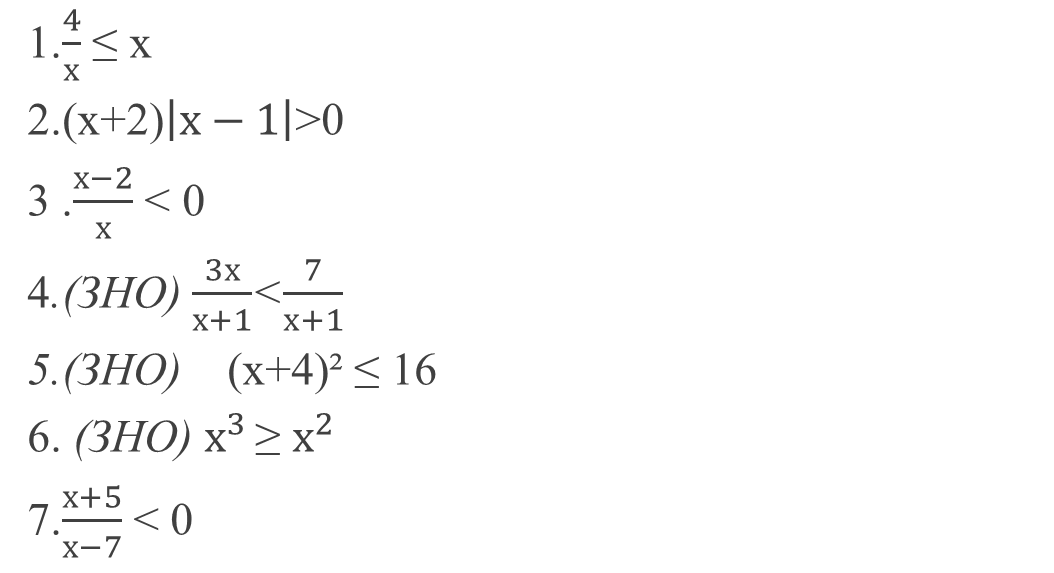 1. 4/x ≤ x
2.(x+2)|x − 1|>0
3 . x−2/x < 0
4.(ЗНО) 3x/x+1 < 7/x+1
5.(ЗНО) (x+4)² ≤ 16
6. (ЗНО) x³ ≥ x²
7. x+5/x−7 < 0